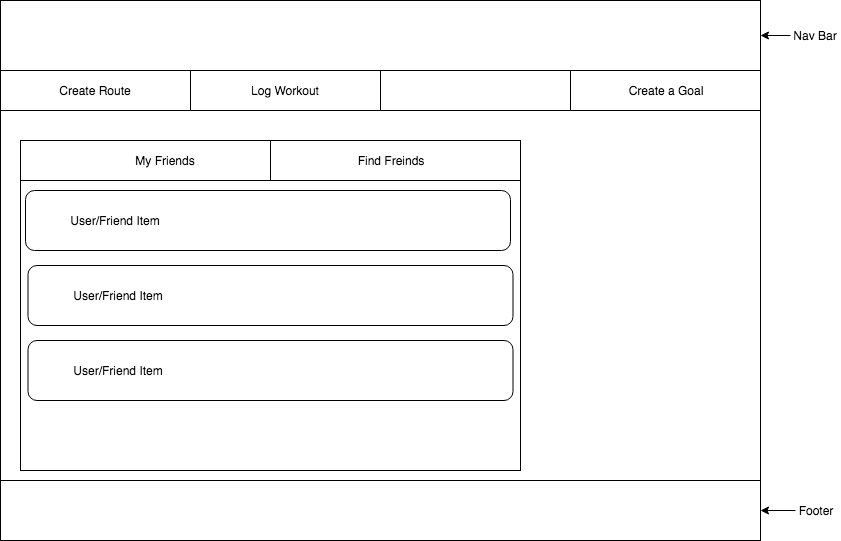 Nav Bar
Create Route
Log Workout
Create a Goal
My Friends
Find Freinds
User/Friend Item
User/Friend Item
User/Friend Item
Footer